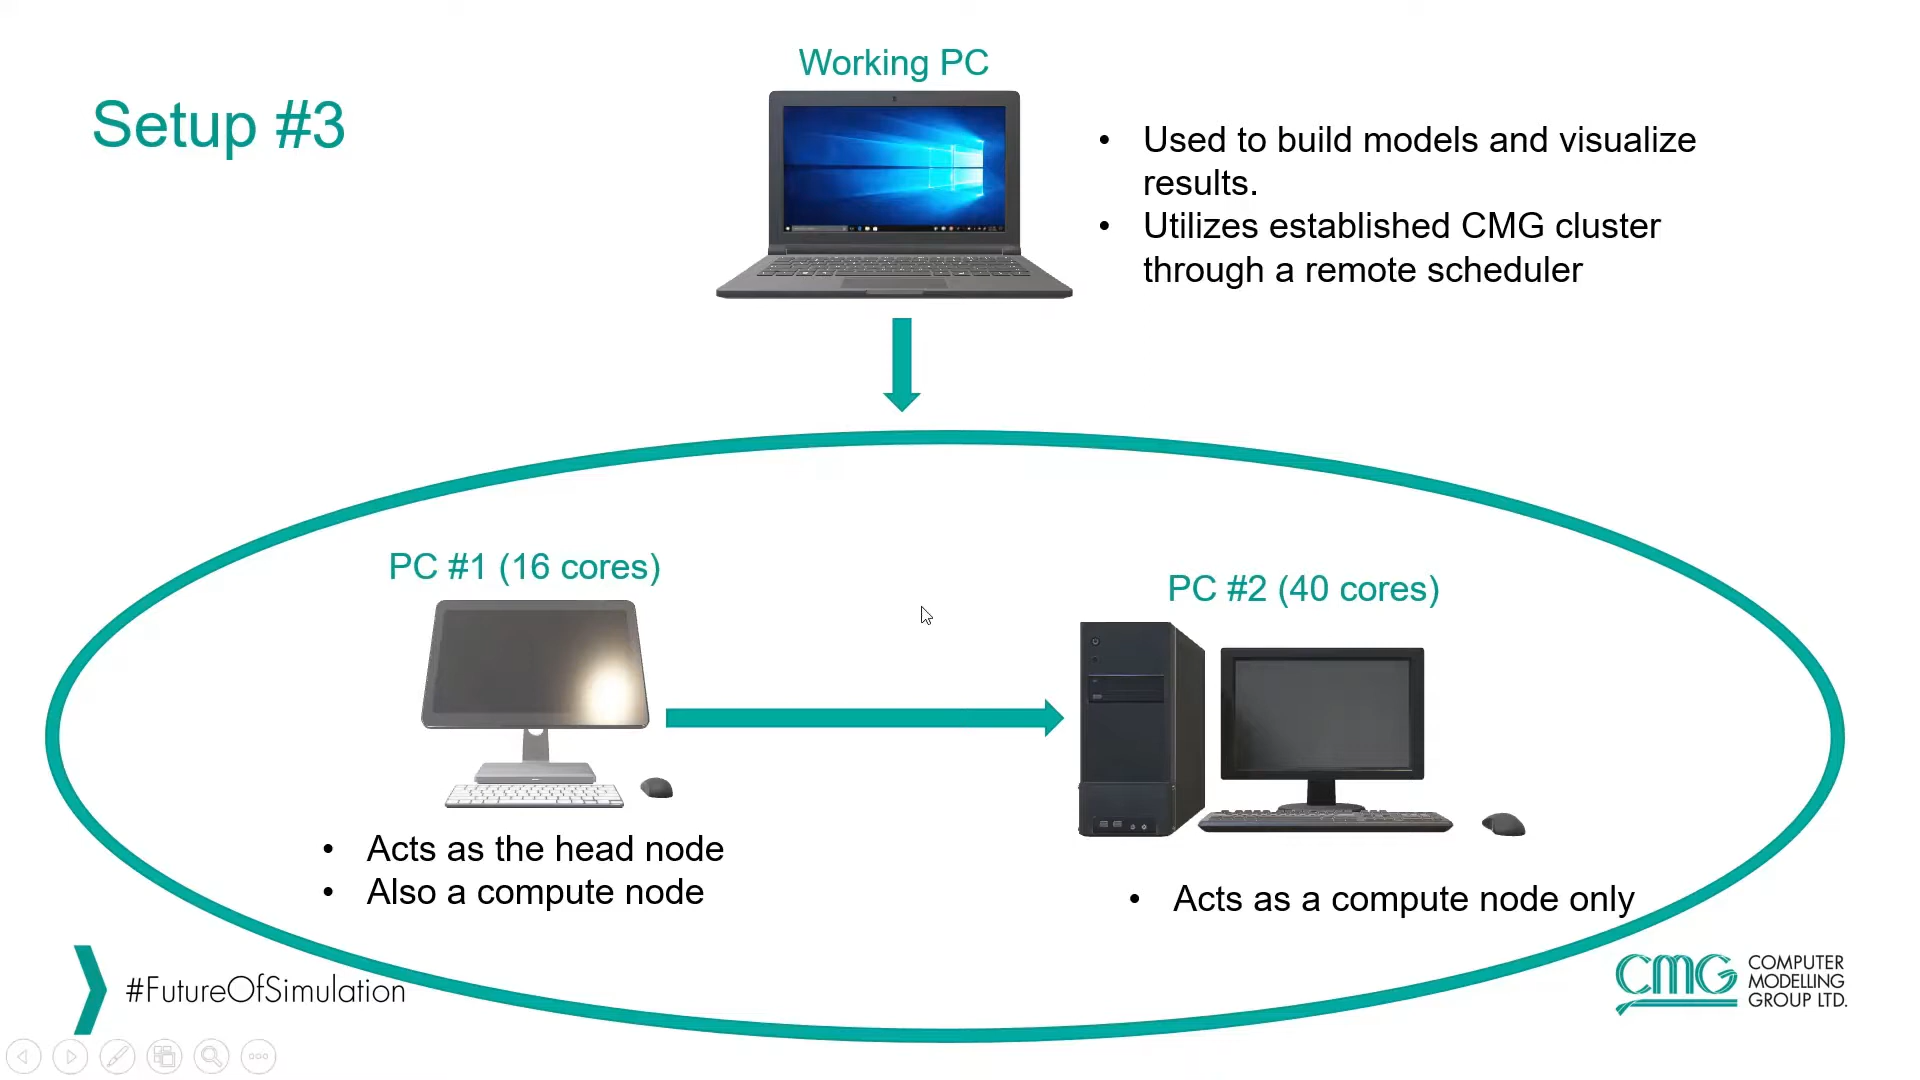 Working PC
Setup #3
• Used to build models and visualize
results.
• Utilizes established CMG cluster
through a remote scheduler
PC #1 (16 cores)
PC #2 (40 cores)
• Acts as the head node
• Also a compute node
• Acts as a compute node only
#FutureOfSimulation
CMG
COMPUTER
MODELLING
GROUP LTD.